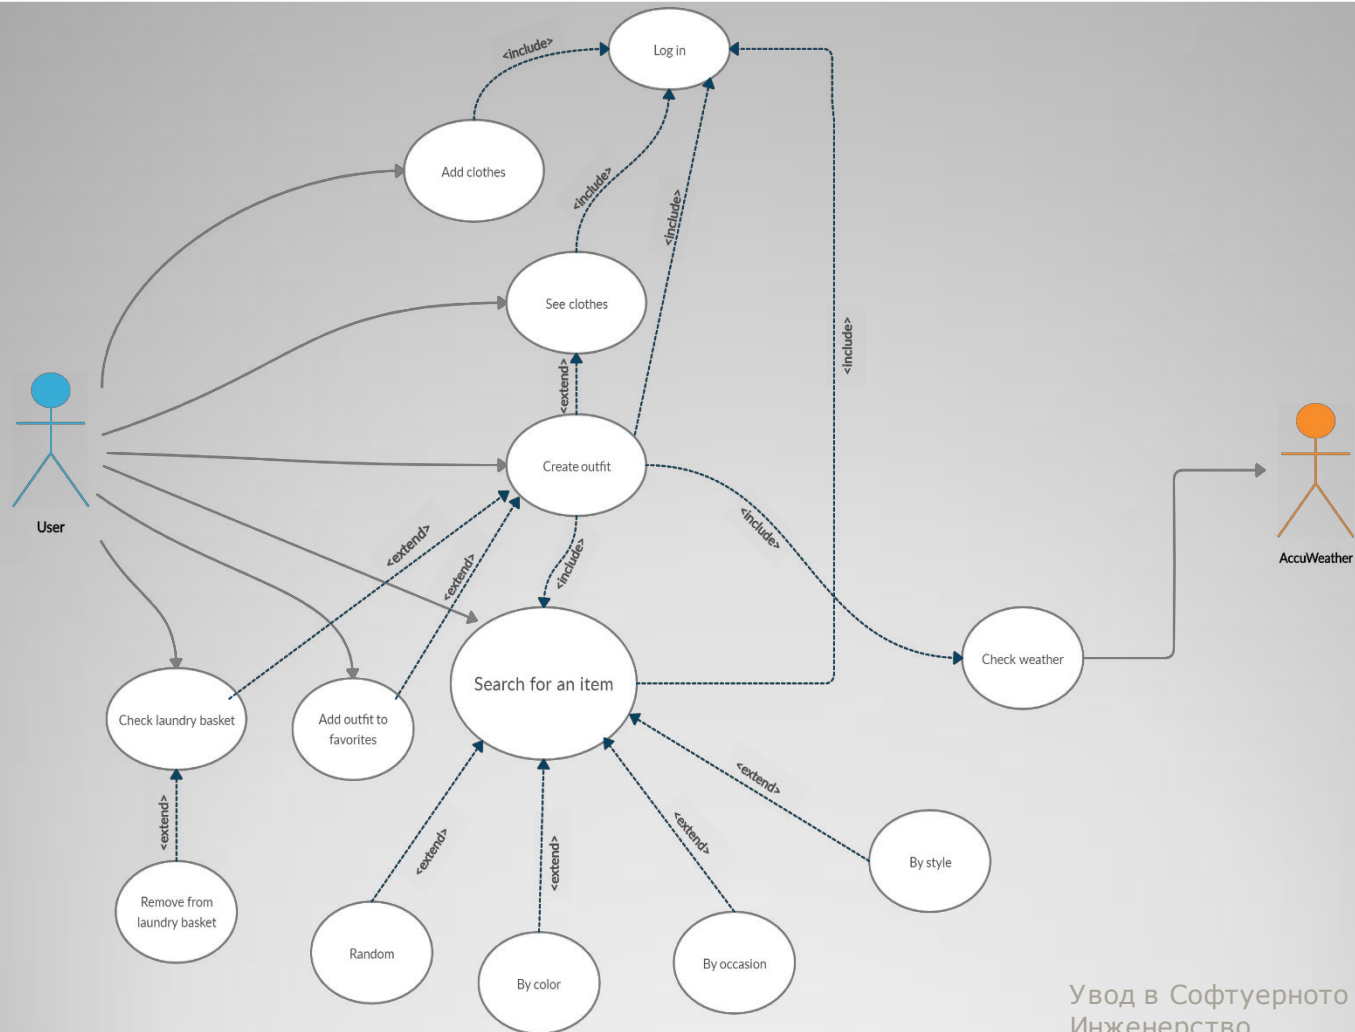 <include>
Log in
Add clothes
<include>
<include>
See clothes
<include>
<extend>
Create outfit
User
<extend>
<include>
<extend>
<include>
AccuWeather
Check weather
Search for an item
Check laundry basket
Add outfit to
favorites
<extend>
<extend>
<extend>
<extend>
<extend>
By style
Remove from
laundry basket
Random
By color
By occasion
Увод в Софтуерното
Инженерство